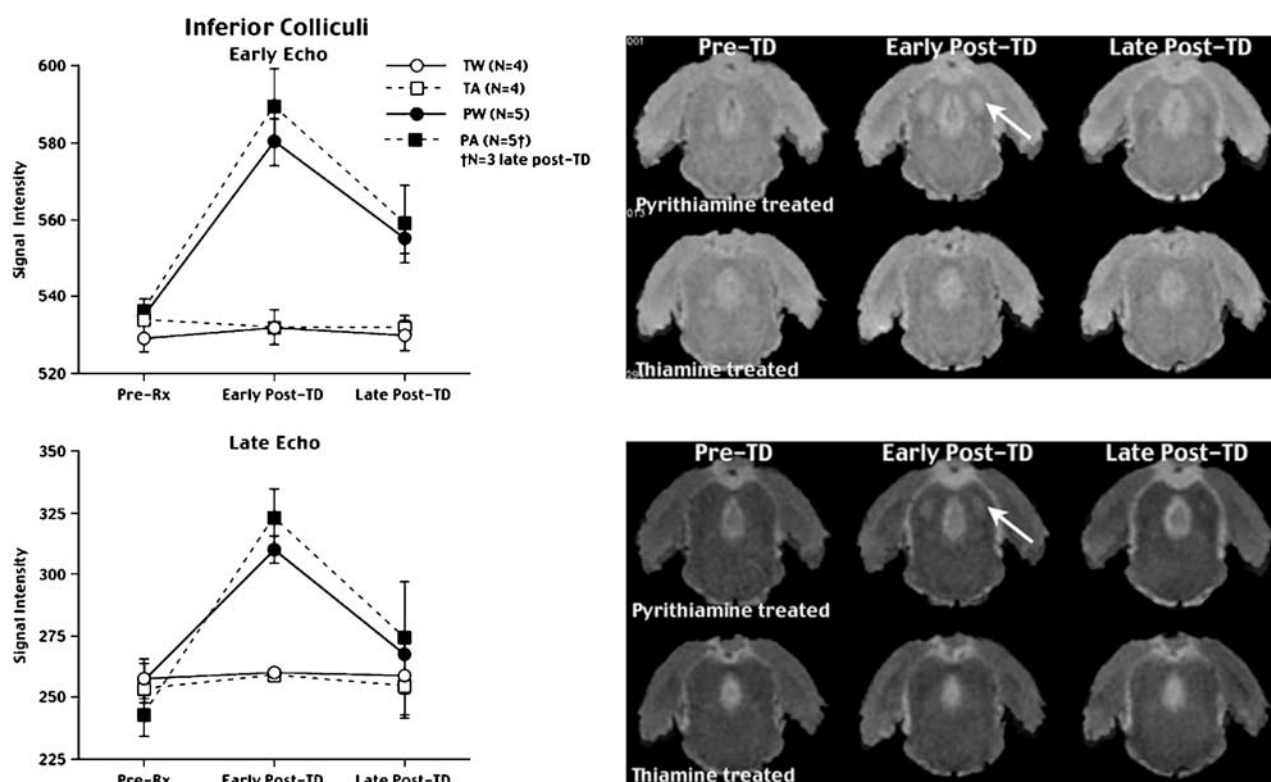 Inferior Colliculi
Early Echo
600
580
560
540
520
Signal Intensity
TW (N=4)
TA (N=4)
PW (N=5)
PA (N=5†)
†N=3 late post-TD
Pre-Rx
Early Post-TD
Late Post-TD
Late Echo
350
325
300
275
250
225
Signal Intensity
Pre-Rx
Early Post-TD
Late Post-TD
001
Pre-TD
Early Post-TD
Late Post-TD
Pyrithiamine treated
013
Thiamine treated
Pre-TD
Early Post-TD
Late Post-TD
Pyrithiamine treated
Thiamine treated